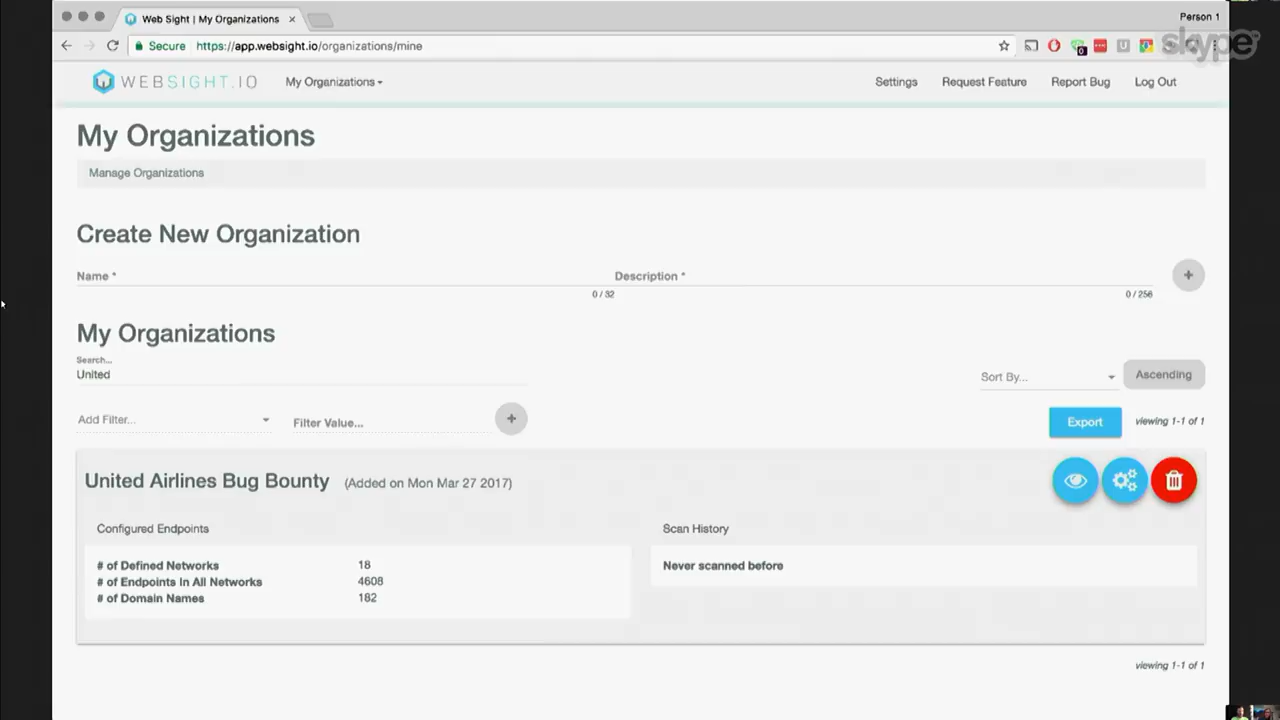 Web Sight | My Organizations
Person 1
Secure https://app.websight.io/organizations/mine
skype
WEBSIGHT.IO My Organizations Settings Request Feature Report Bug Log Out
My Organizations
Manage Organizations
Create New Organization
Name * Description *
0 / 32 0 / 256
My Organizations
Search...
United
Sort By... Ascending
Add Filter... Filter Value... Export viewing 1-1 of 1
United Airlines Bug Bounty (Added on Mon Mar 27 2017)
Configured Endpoints Scan History
# of Defined Networks 18 Never scanned before
# of Endpoints In All Networks 4608
# of Domain Names 182
viewing 1-1 of 1